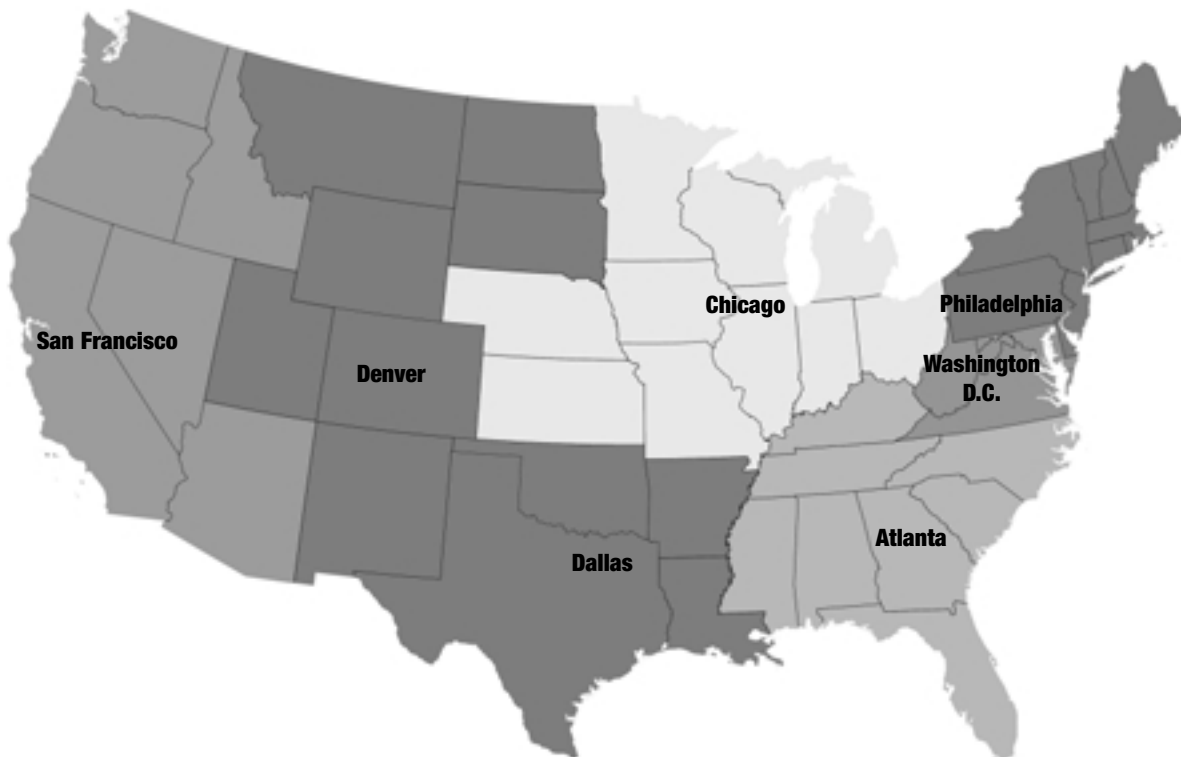 Chicago
Philadelphia
San Francisco
Washington
D.C.
Denver
Atlanta
Dallas